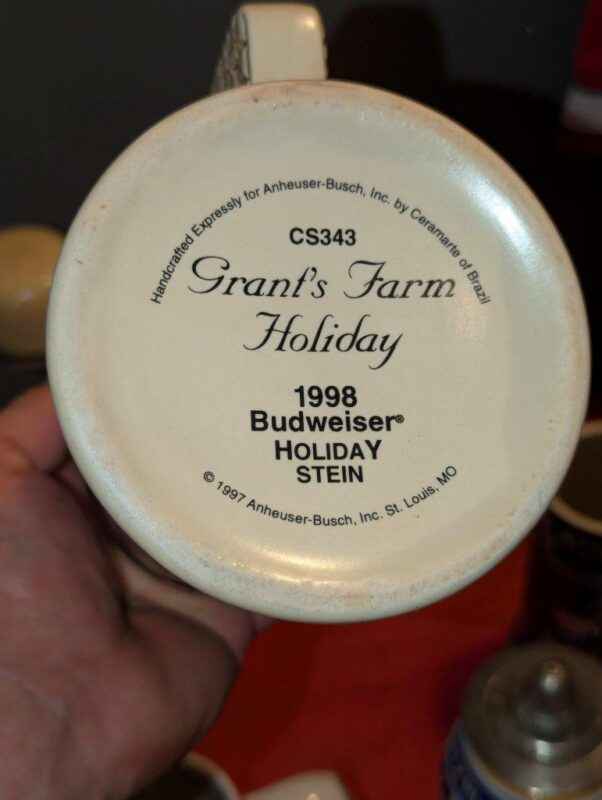 Handcrafted Expressly for Anheuser-Busch, Inc. by Ceramarte of Brazil
CS343
Grant's Farm
Holiday
1998
Budweiser®
HOLIDAY
STEIN
© 1997 Anheuser-Busch, Inc. St. Louis, MO